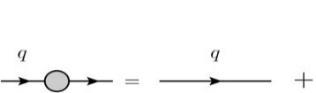 q q
= +